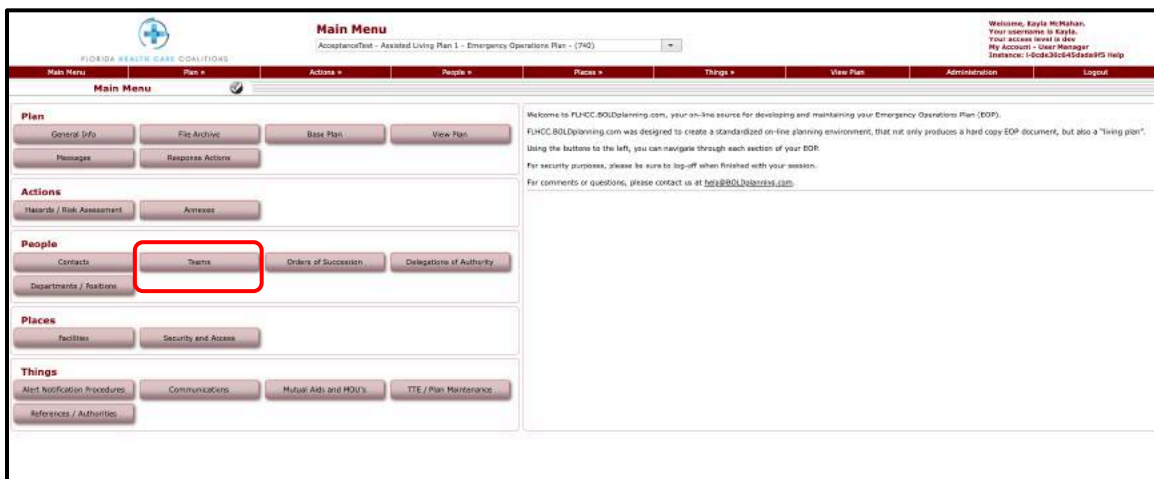 FLORIDA HEALTH CARE COALITIONS
Main Menu
AcceptanceTest - Assisted Living Plan 1 - Emergency Operations Plan - (740)
Welcome, Kayla McMahan.
Your username is Kayla.
Your access level is dev
My Account - User Manager
Help
Main Menu
Plan »
Actions »
People »
Places »
Things »
View Plan
Administration
Logout
Main Menu
Plan
General Info
File Archive
Base Plan
View Plan
Messages
Response Actions
Actions
Hazards / Risk Assessment
Annexes
People
Contacts
Teams
Orders of Succession
Delegations of Authority
Departments / Positions
Places
Facilities
Security and Access
Things
Alert Notification Procedures
Communications
Mutual Aids and MOU's
TTE / Plan Maintenance
References / Authorities
Welcome to FLHCC.BOLDplanning.com, your on-line source for developing and maintaining your Emergency Operations Plan (EOP).
FLHCC.BOLDplanning.com was designed to create a standardized on-line planning environment, that not only produces a hard copy EOP document, but also a "living plan".
Using the buttons to the left, you can navigate through each section of your EOP.
For security purposes, please be sure to log-off when finished with your session.
For comments or questions, please contact us at help@BOLDplanning.com.